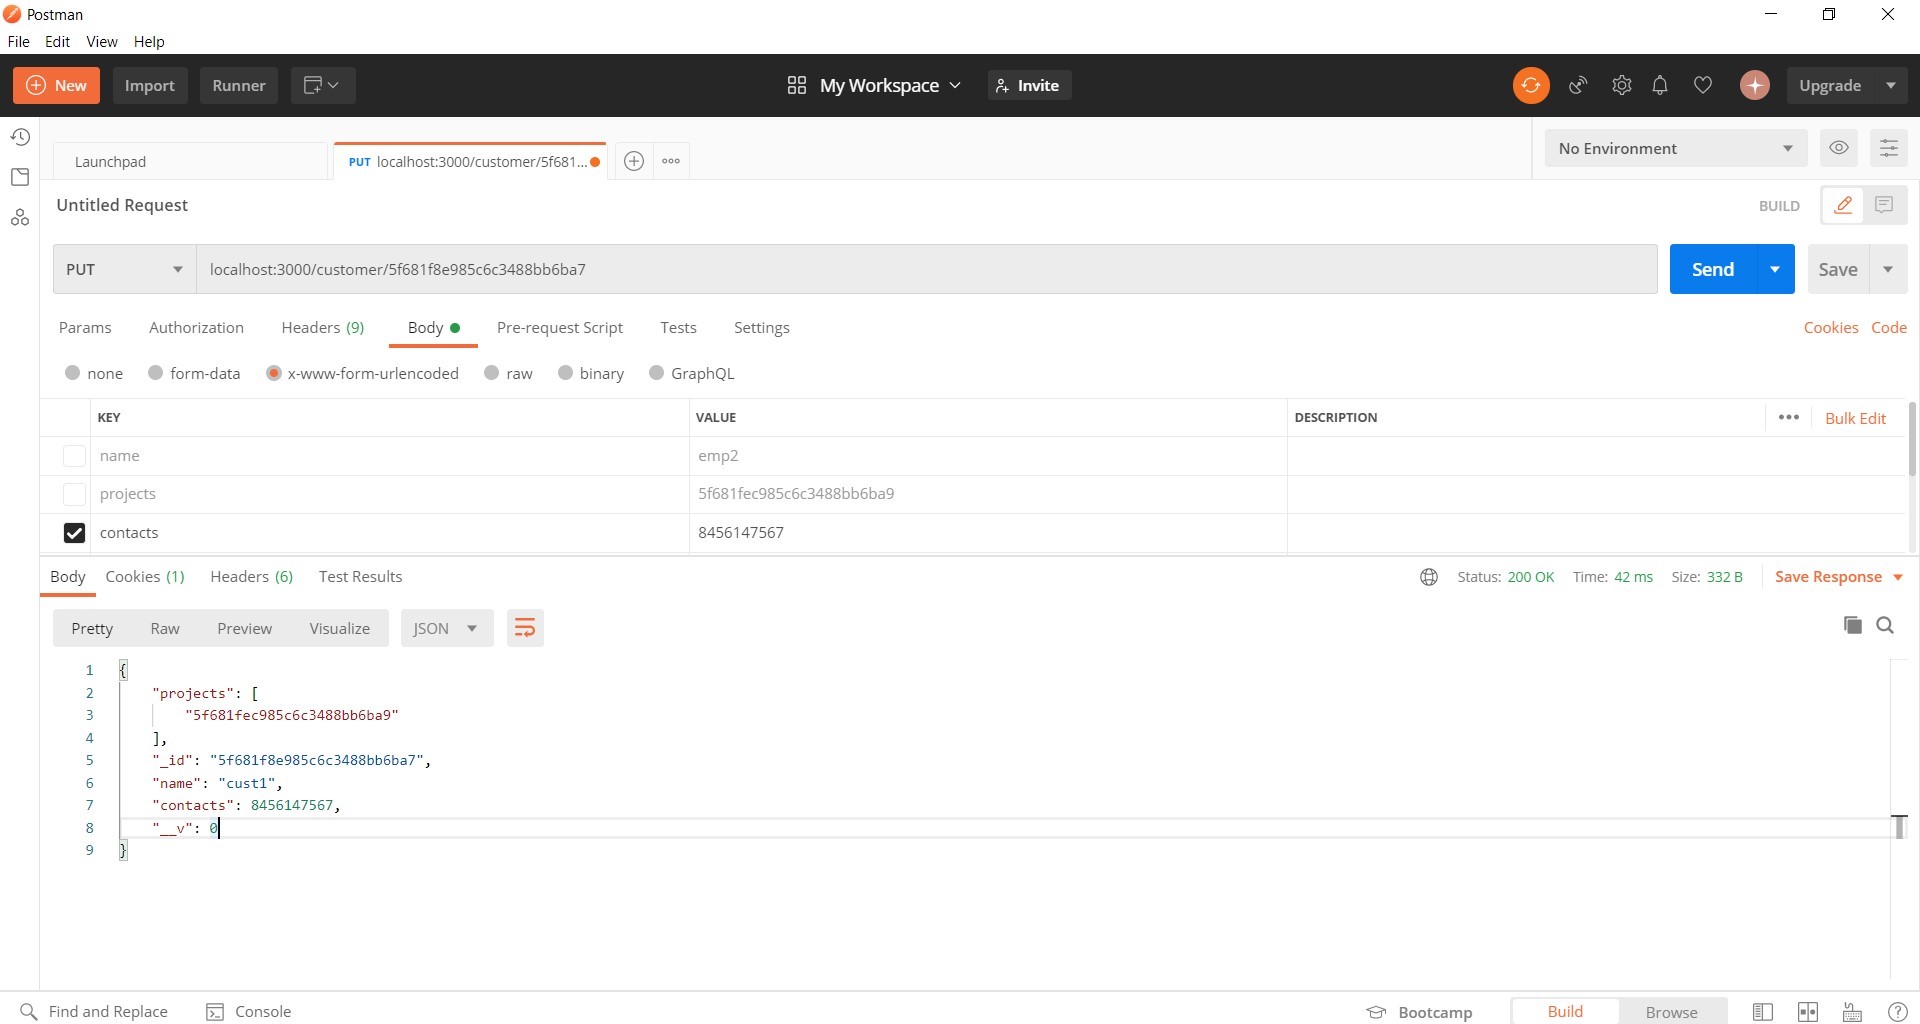 Postman
File Edit View Help
New Import Runner My Workspace Invite Upgrade
Launchpad PUT localhost:3000/customer/5f681... No Environment
Untitled Request BUILD
PUT localhost:3000/customer/5f681f8e985c6c3488bb6ba7 Send Save
Params Authorization Headers (9) Body Pre-request Script Tests Settings Cookies Code
none form-data x-www-form-urlencoded raw binary GraphQL
KEY VALUE DESCRIPTION Bulk Edit
name emp2
projects 5f681fec985c6c3488bb6ba9
contacts 8456147567
Body Cookies (1) Headers (6) Test Results Status: 200 OK Time: 42 ms Size: 332 B Save Response
Pretty Raw Preview Visualize JSON
1 {
2 "projects": [
3 "5f681fec985c6c3488bb6ba9"
4 ],
5 "_id": "5f681f8e985c6c3488bb6ba7",
6 "name": "cust1",
7 "contacts": 8456147567,
8 "__v": 0
9 }
Find and Replace Console Bootcamp Build Browse